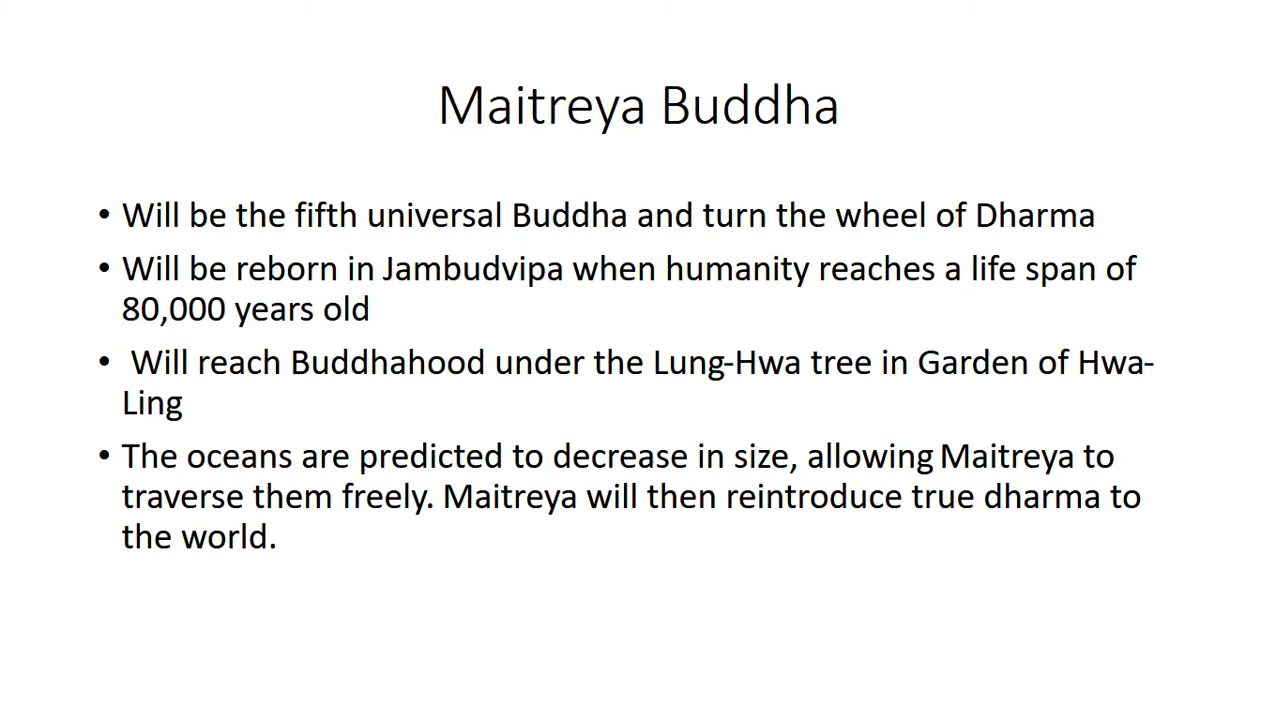 Maitreya Buddha
• Will be the fifth universal Buddha and turn the wheel of Dharma
• Will be reborn in Jambudvipa when humanity reaches a life span of
80,000 years old
• Will reach Buddhahood under the Lung-Hwa tree in Garden of Hwa-
Ling
• The oceans are predicted to decrease in size, allowing Maitreya to
traverse them freely. Maitreya will then reintroduce true dharma to
the world.